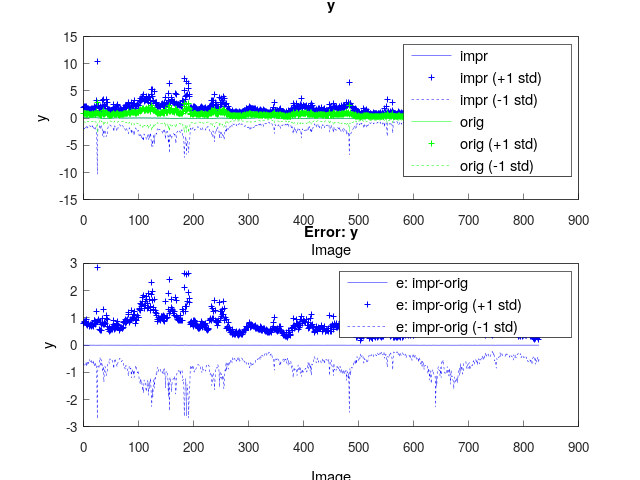 y
15
10
5
0
-5
-10
-15
y
0 100 200 300 400 500 600 700 800 900
Image
impr
impr (+1 std)
impr (-1 std)
orig
orig (+1 std)
orig (-1 std)
Error: y
3
2
1
0
-1
-2
-3
y
0 100 200 300 400 500 600 700 800 900
Image
e: impr-orig
e: impr-orig (+1 std)
e: impr-orig (-1 std)